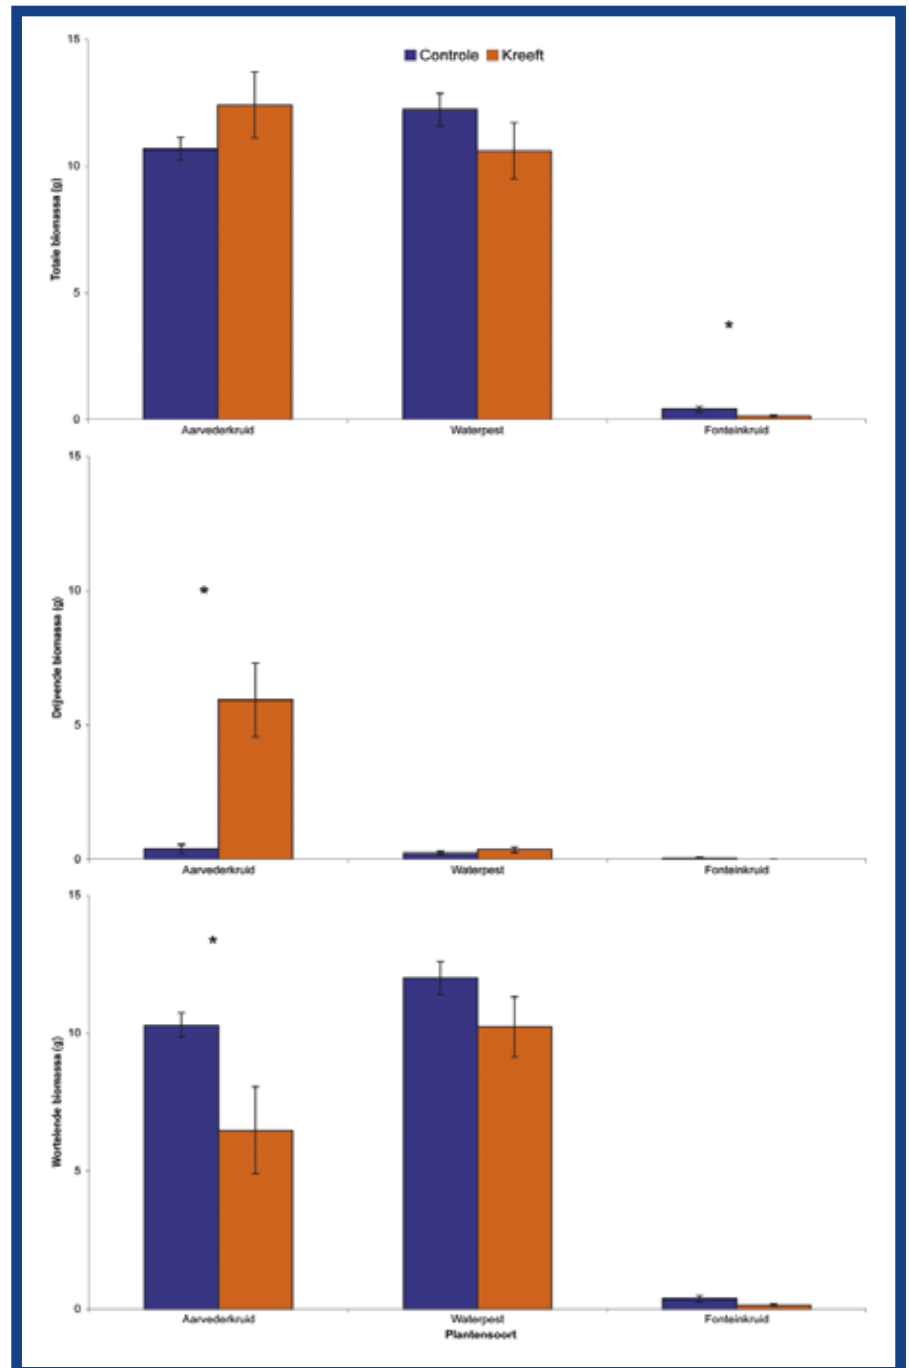 15
Controle Kreeft
10
Totale biomassa (g)
5
*
0
Aarvederkruid Waterpest Fonteinkruid
15
*
10
Drijvende biomassa (g)
5
0
Aarvederkruid Waterpest Fonteinkruid
15
*
10
Wortelende biomassa (g)
5
0
Aarvederkruid Waterpest Fonteinkruid
Plantensoort